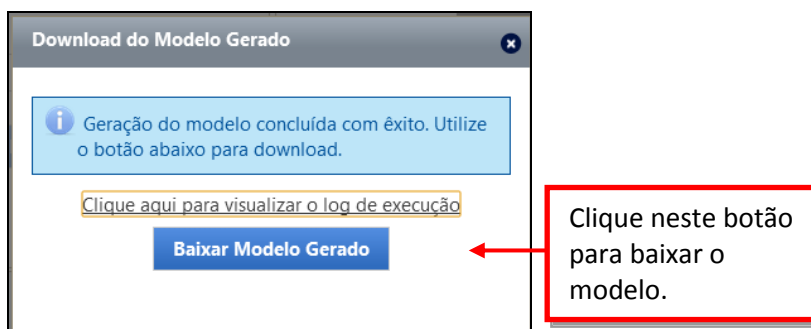 Download do Modelo Gerado
Geração do modelo concluída com êxito. Utilize
o botão abaixo para download.
Clique aqui para visualizar o log de execução
Baixar Modelo Gerado
Clique neste botão
para baixar o
modelo.